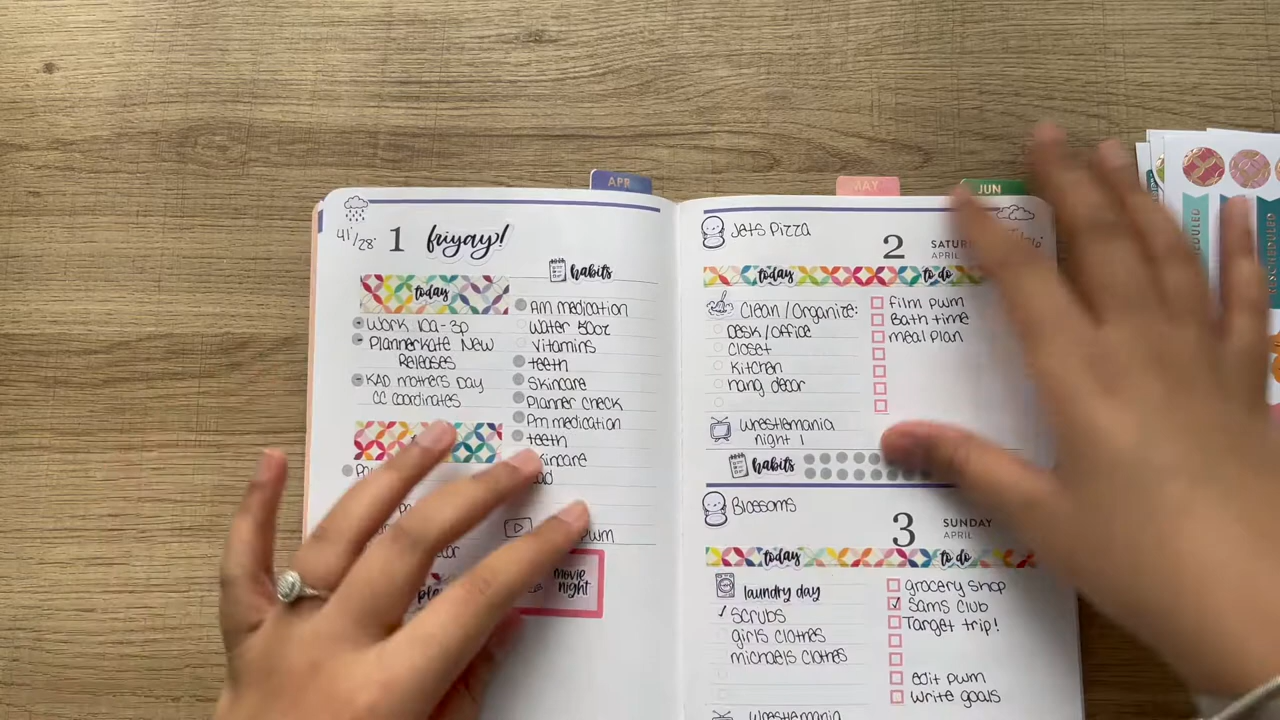 APR
MAY
JUN
41°/28°
1
friyay!
habits
today
Work 10a-3p
Plannerkate New
Releases
KAD mothers Day
CC coordinates
Am medication
Water 50oz
Vitamins
teeth
Skincare
Planner check
Pm medication
teeth
skincare
pwm
movie
night
Jets Pizza
2
APRIL
today
to do
Clean / Organize:
desk / office
closet
kitchen
hang decor
Wrestlemania
night 1
film pwm
Bath time
meal plan
habits
Blossoms
3
SUNDAY
APRIL
today
to do
laundry day
Scrubs
girls clothes
michaels clothes
Wrestlemania
grocery shop
Sams Club
Target trip!
edit pwm
write goals